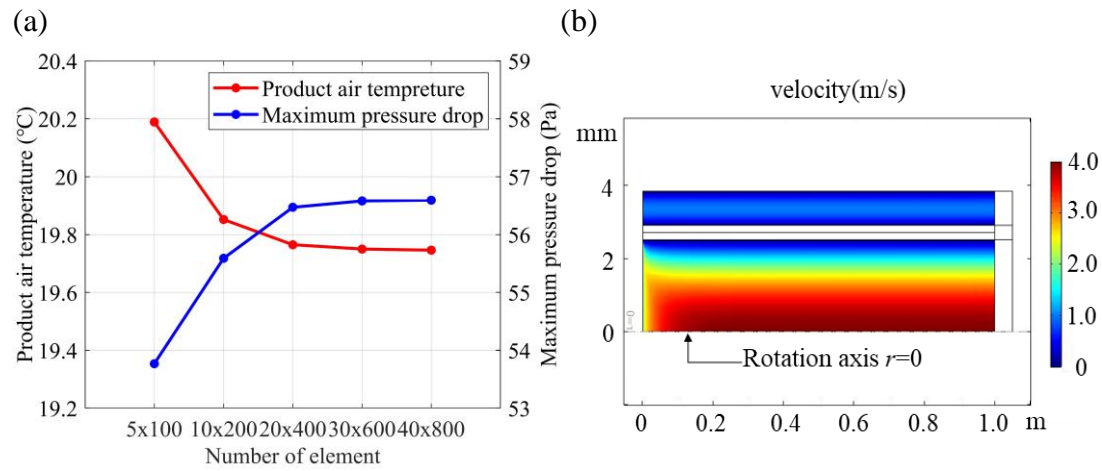 (a)
Product air tempreture
Maximum pressure drop
Product air temperature (℃)
20.4
20.2
20
19.8
19.6
19.4
19.2
Maximum pressure drop (Pa)
59
58
57
56
55
54
53
5x100 10x200 20x400 30x600 40x800
Number of element
(b)
velocity(m/s)
mm
4
2
0
r=0
Rotation axis r=0
0 0.2 0.4 0.6 0.8 1.0 m
4.0
3.0
2.0
1.0
0